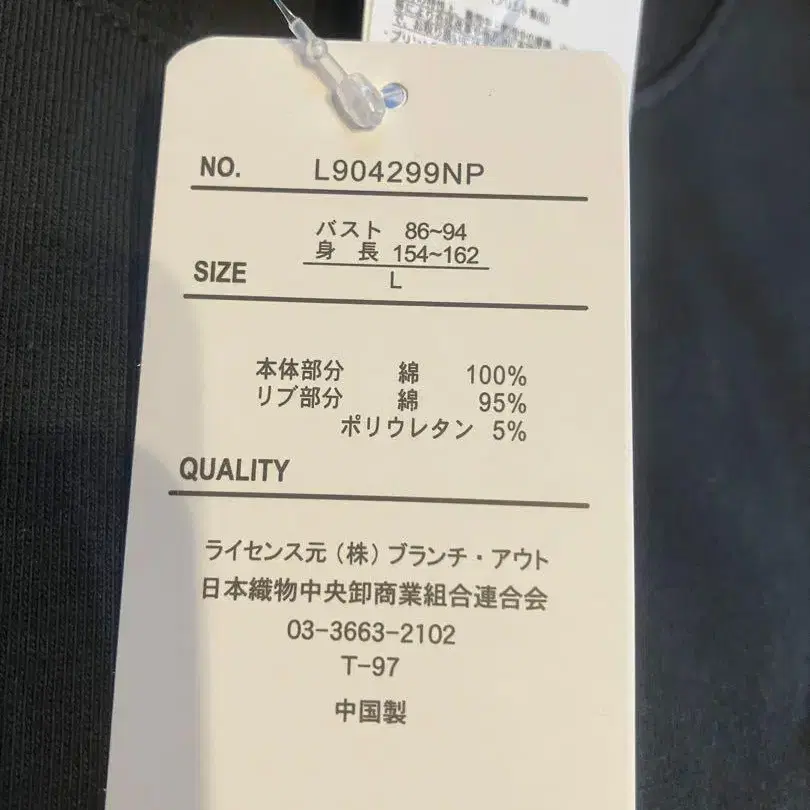 NO. L904299NP
バスト 86~94
身 長 154~162
SIZE L
本体部分 綿 100%
リブ部分 綿 95%
ポリウレタン 5%
QUALITY
ライセンス元(株)ブランチ・アウト
日本織物中央卸商業組合連合会
03-3663-2102
T-97
中国製